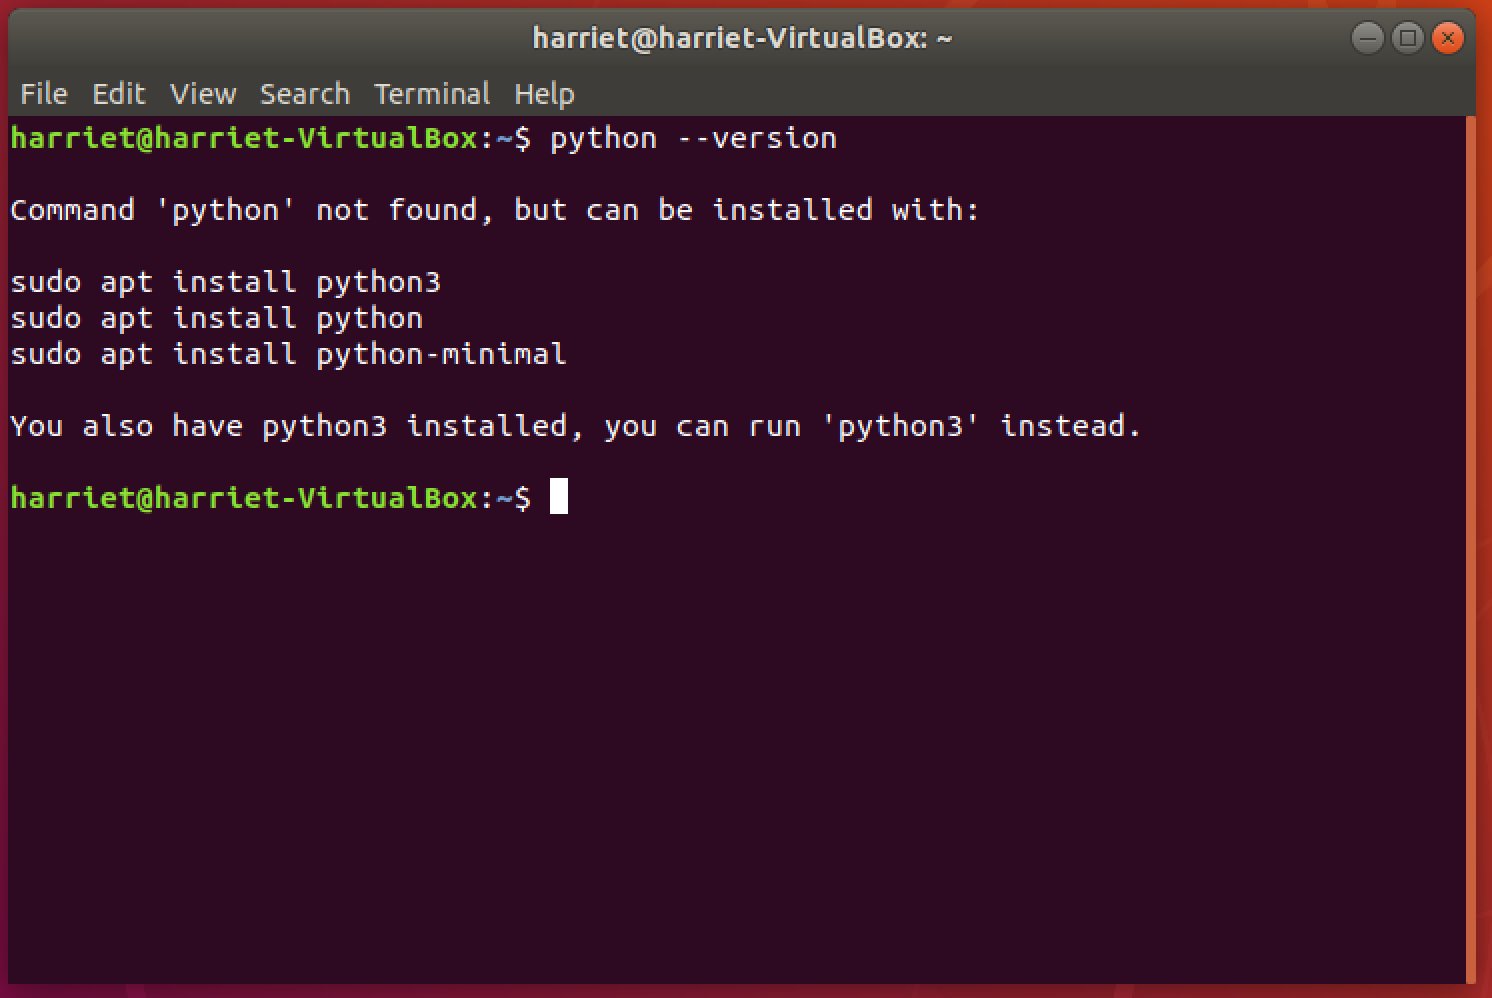 harriet@harriet-VirtualBox: ~
File Edit View Search Terminal Help
harriet@harriet-VirtualBox:~$ python --version
Command 'python' not found, but can be installed with:
sudo apt install python3
sudo apt install python
sudo apt install python-minimal
You also have python3 installed, you can run 'python3' instead.
harriet@harriet-VirtualBox:~$